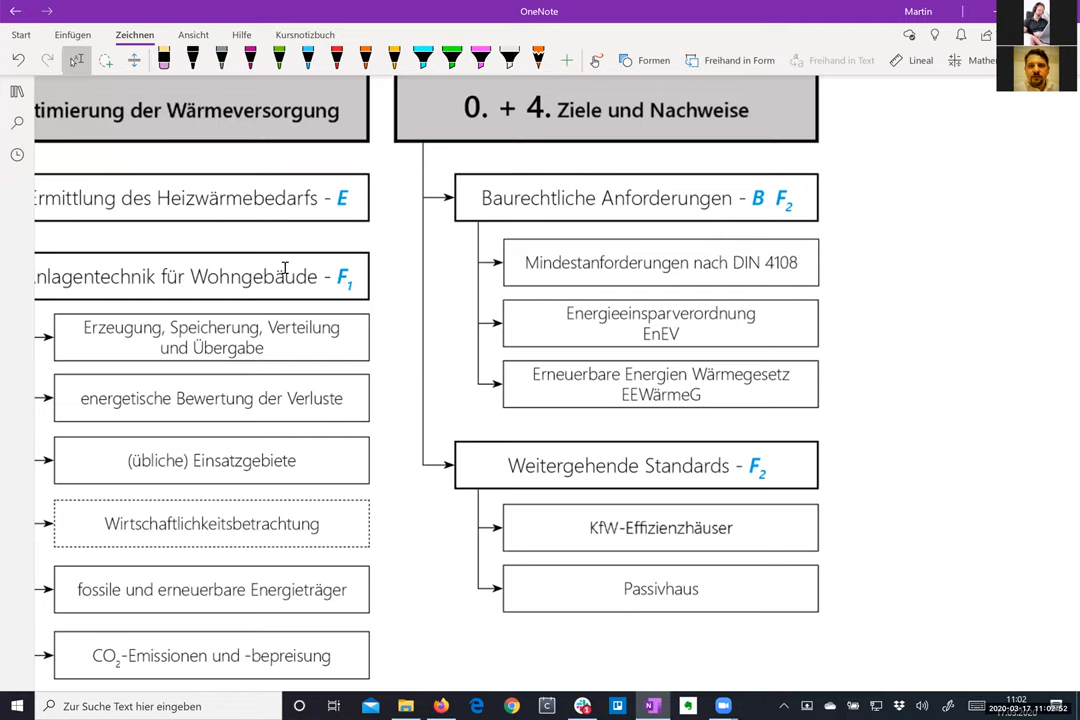 OneNote
Martin
Start
Einfügen
Zeichnen
Ansicht
Hilfe
Kursnotizbuch
Formen
Freihand in Form
Freihand in Text
Lineal
timierung der Wärmeversorgung
Ermittlung des Heizwärmebedarfs - E
nlagentechnik für Wohngebäude - F₁
Erzeugung, Speicherung, Verteilung
und Übergabe
energetische Bewertung der Verluste
(übliche) Einsatzgebiete
Wirtschaftlichkeitsbetrachtung
fossile und erneuerbare Energieträger
CO₂-Emissionen und -bepreisung
0. + 4. Ziele und Nachweise
Baurechtliche Anforderungen - B F₂
Mindestanforderungen nach DIN 4108
Energieeinsparverordnung
EnEV
Erneuerbare Energien Wärmegesetz
EEWärmeG
Weitergehende Standards - F₂
KfW-Effizienzhäuser
Passivhaus
Zur Suche Text hier eingeben
11:02
2020-03-17 11:02:52